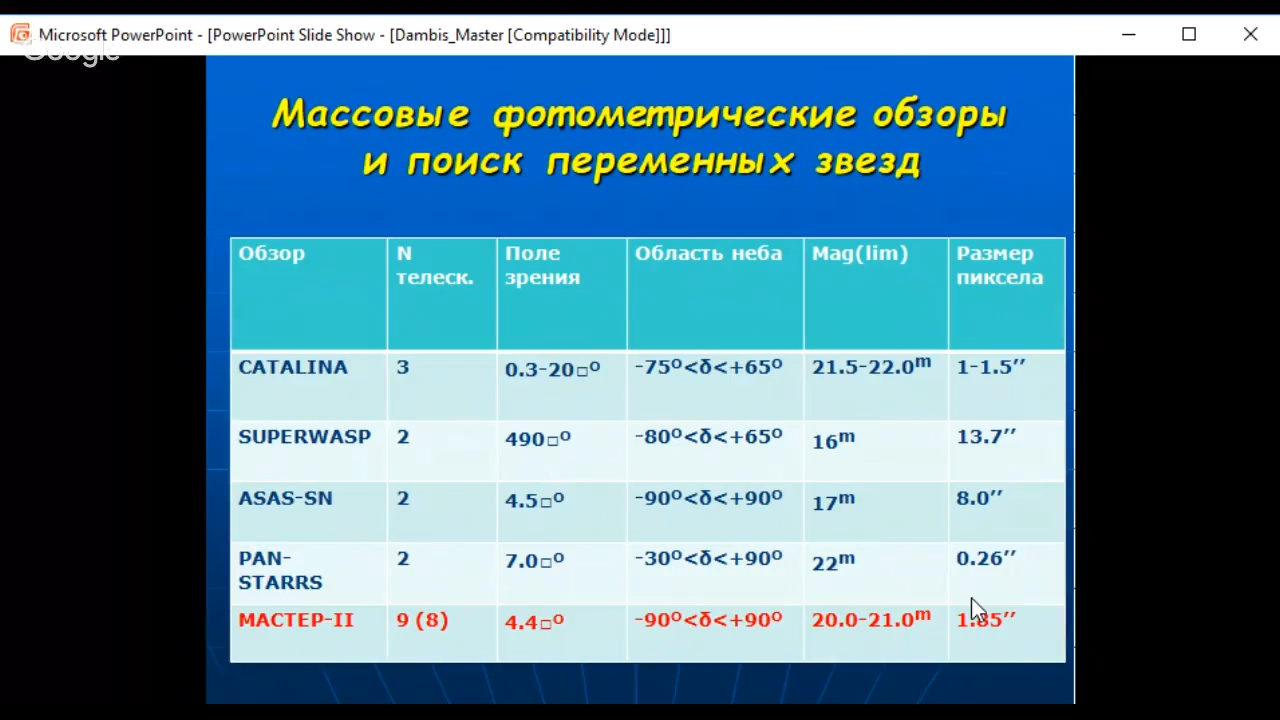 Microsoft PowerPoint - [PowerPoint Slide Show - [Dambis_Master [Compatibility Mode]]]
Google
Массовые фотометрические обзоры
и поиск переменных звезд
Обзор N телеск. Поле зрения Область неба Mag(lim) Размер пиксела
CATALINA 3 0.3-20□º -75º<δ<+65º 21.5-22.0ᵐ 1-1.5’’
SUPERWASP 2 490□º -80º<δ<+65º 16ᵐ 13.7’’
ASAS-SN 2 4.5□º -90º<δ<+90º 17ᵐ 8.0’’
PAN-STARRS 2 7.0□º -30º<δ<+90º 22ᵐ 0.26’’
МАСТЕР-II 9 (8) 4.4□º -90º<δ<+90º 20.0-21.0ᵐ 1.85’’